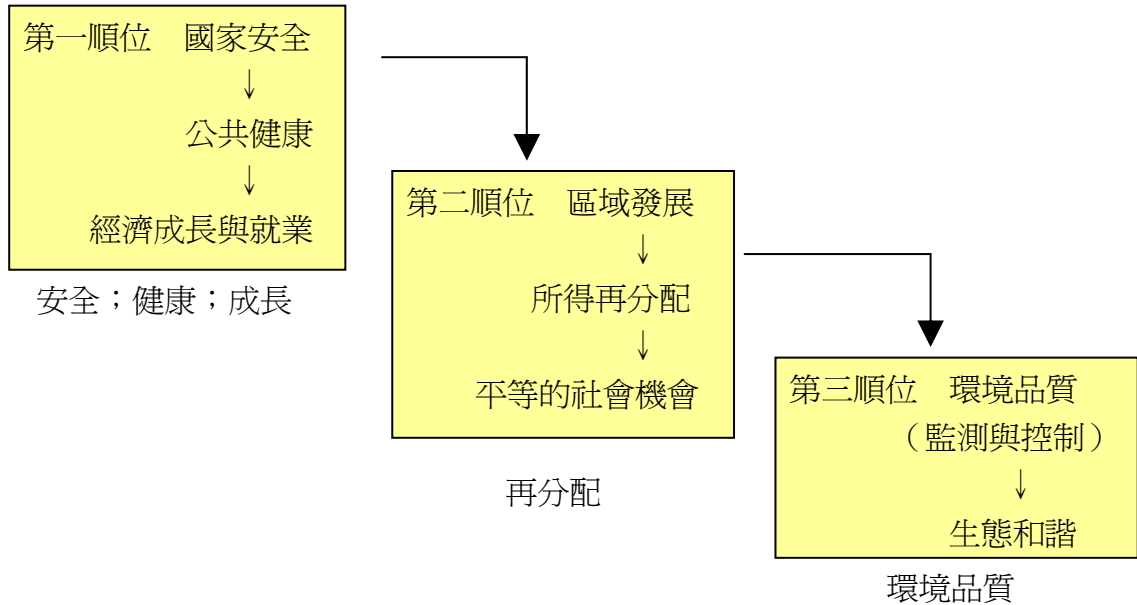 第一順位　國家安全
↓
公共健康
↓
經濟成長與就業
安全；健康；成長
第二順位　區域發展
↓
所得再分配
↓
平等的社會機會
再分配
第三順位　環境品質
（監測與控制）
↓
生態和諧
環境品質